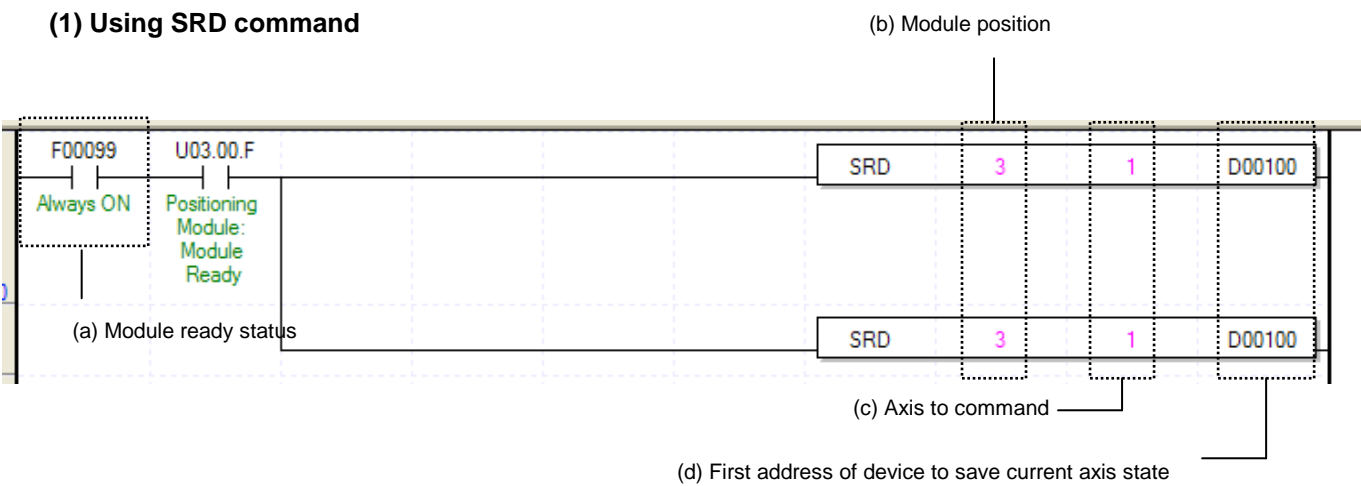 (1) Using SRD command
(b) Module position
F00099 U03.00.F
SRD 3 1 D00100
Always ON
Positioning
Module:
Module
Ready
(a) Module ready status
SRD 3 1 D00100
(c) Axis to command
(d) First address of device to save current axis state